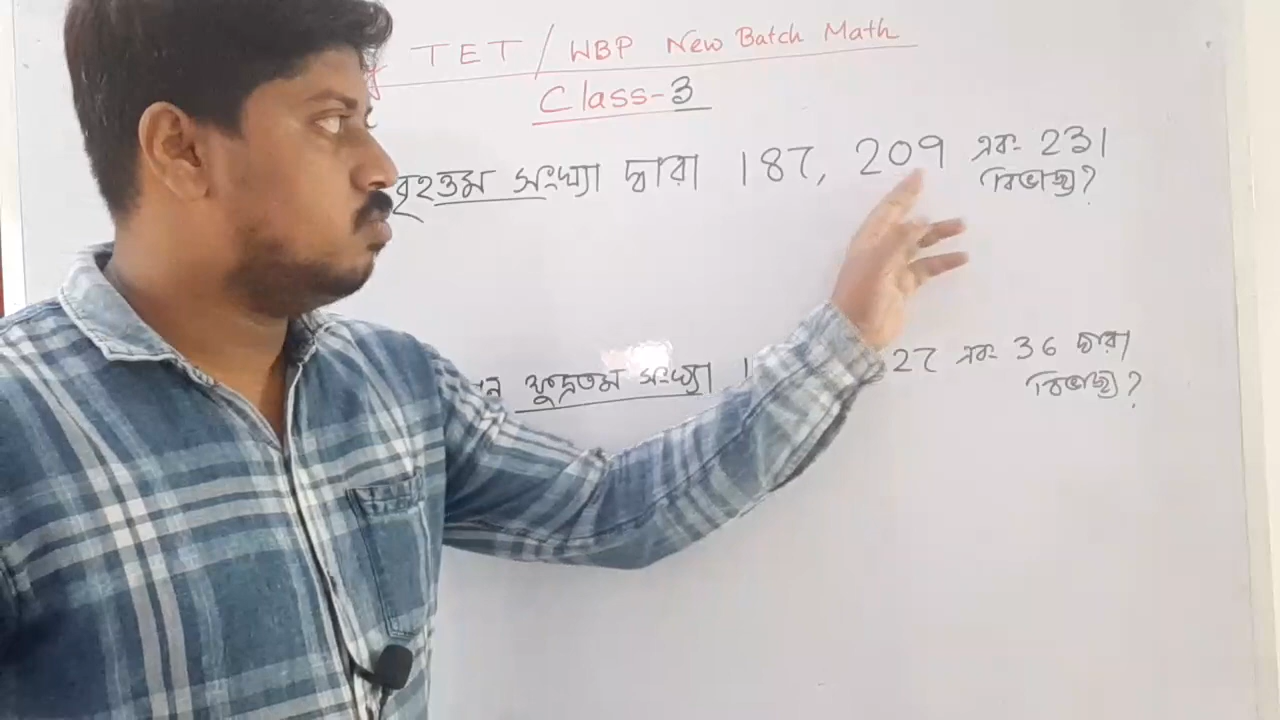 TET / WBP New Batch Math
Class-3
বৃহত্তম সংখ্যা দ্বারা 187, 209 এবং 231
বিভাজ্য?
ক্ষুদ্রতম সংখ্যা 27 এবং 36 দ্বারা
বিভাজ্য?